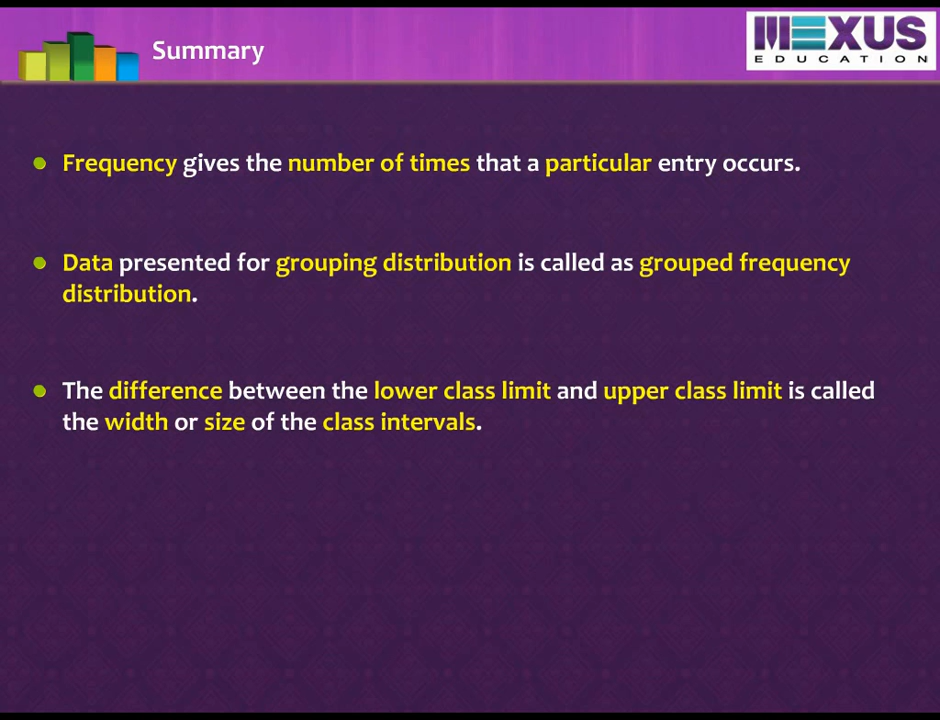 Summary
MEXUS
EDUCATION
Frequency gives the number of times that a particular entry occurs.
Data presented for grouping distribution is called as grouped frequency
distribution.
The difference between the lower class limit and upper class limit is called
the width or size of the class intervals.